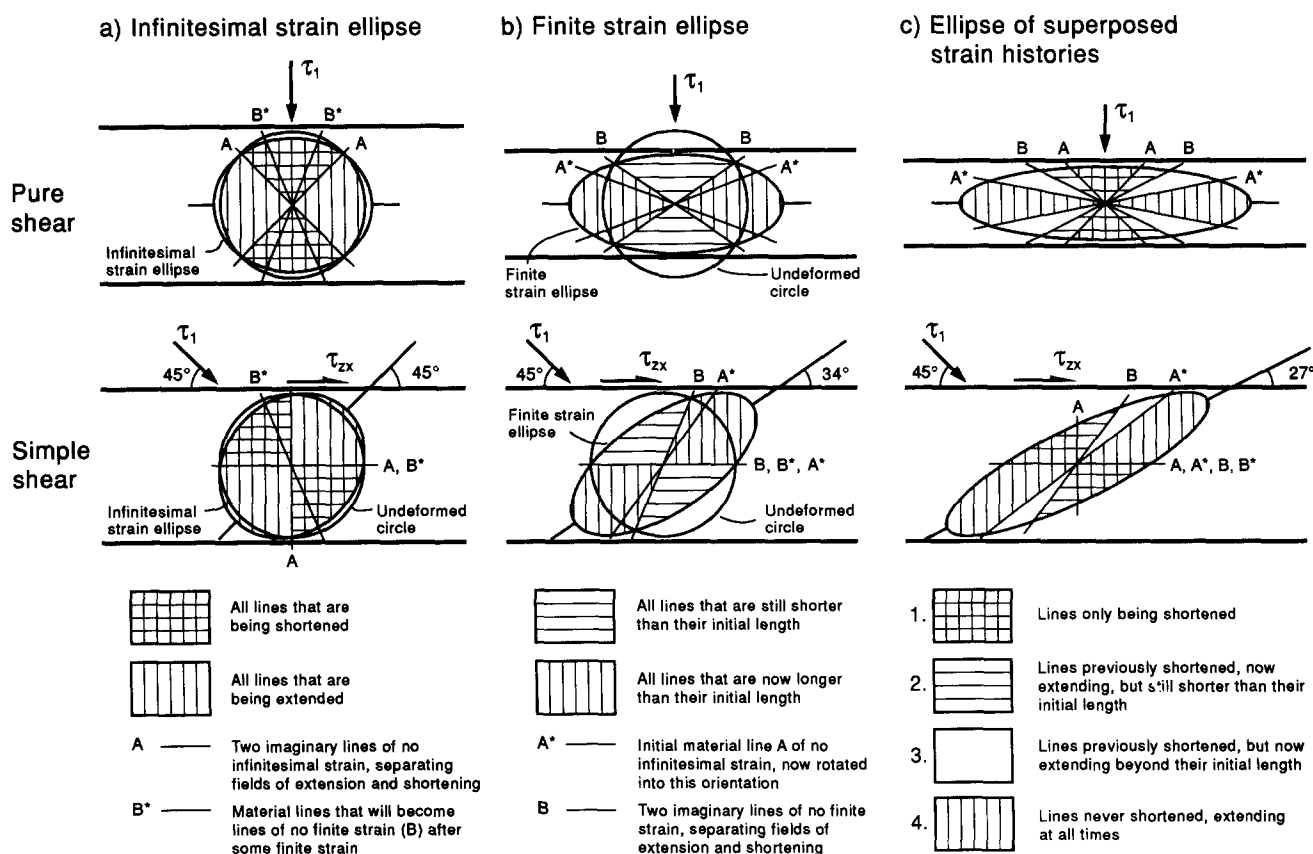 a) Infinitesimal strain ellipse
b) Finite strain ellipse
c) Ellipse of superposed
strain histories
Pure
shear
τ1
B*
B*
A
A
Infinitesimal
strain ellipse
τ1
B
B
A*
A*
Finite
strain ellipse
Undeformed
circle
τ1
B
A
A
B
A*
A*
Simple
shear
τ1
45°
B*
τzx
45°
A, B*
Infinitesimal
strain ellipse
Undeformed
circle
A
τ1
45°
τzx
B
A*
34°
Finite strain
ellipse
B, B*, A*
Undeformed
circle
τ1
45°
τzx
B
A*
27°
A
A, A*, B, B*
All lines that are
being shortened
All lines that are
being extended
A
Two imaginary lines of no
infinitesimal strain, separating
fields of extension and shortening
B*
Material lines that will become
lines of no finite strain (B) after
some finite strain
All lines that are still shorter
than their initial length
All lines that are now longer
than their initial length
A*
Initial material line A of no
infinitesimal strain, now rotated
into this orientation
B
Two imaginary lines of no finite
strain, separating fields of
extension and shortening
1.
Lines only being shortened
2.
Lines previously shortened, now
extending, but still shorter than their
initial length
3.
Lines previously shortened, but now
extending beyond their initial length
4.
Lines never shortened, extending
at all times